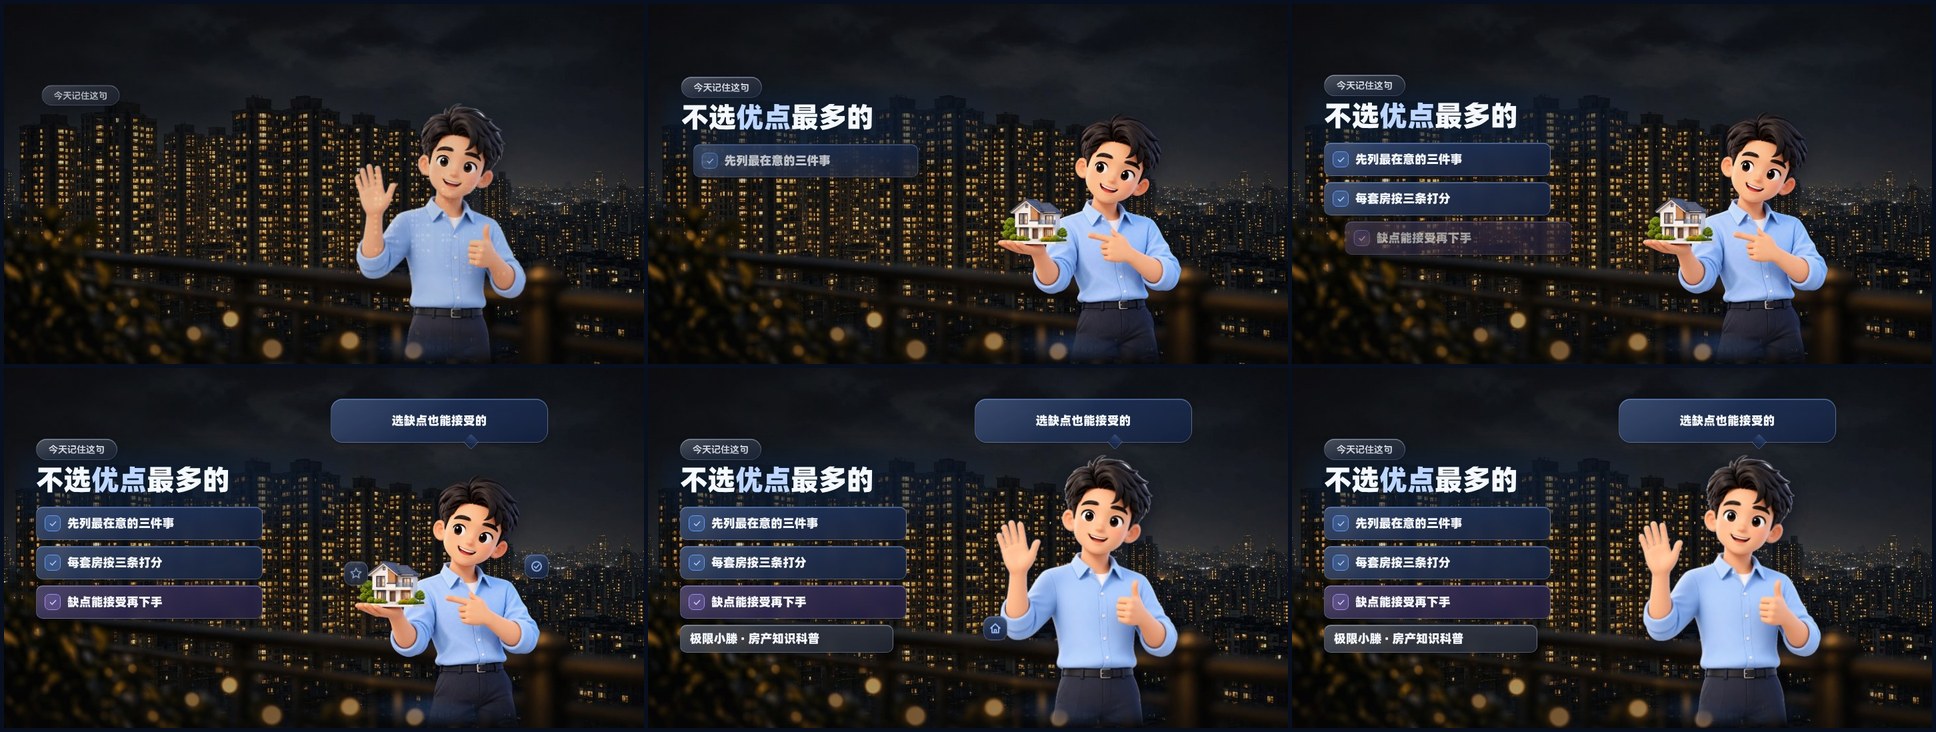 今天记住这句
今天记住这句
不选优点最多的
先列最在意的三件事
今天记住这句
不选优点最多的
先列最在意的三件事
每套房按三条打分
缺点能接受再下手
选缺点也能接受的
今天记住这句
不选优点最多的
先列最在意的三件事
每套房按三条打分
缺点能接受再下手
选缺点也能接受的
今天记住这句
不选优点最多的
先列最在意的三件事
每套房按三条打分
缺点能接受再下手
极限小滕·房产知识科普
选缺点也能接受的
今天记住这句
不选优点最多的
先列最在意的三件事
每套房按三条打分
缺点能接受再下手
极限小滕·房产知识科普